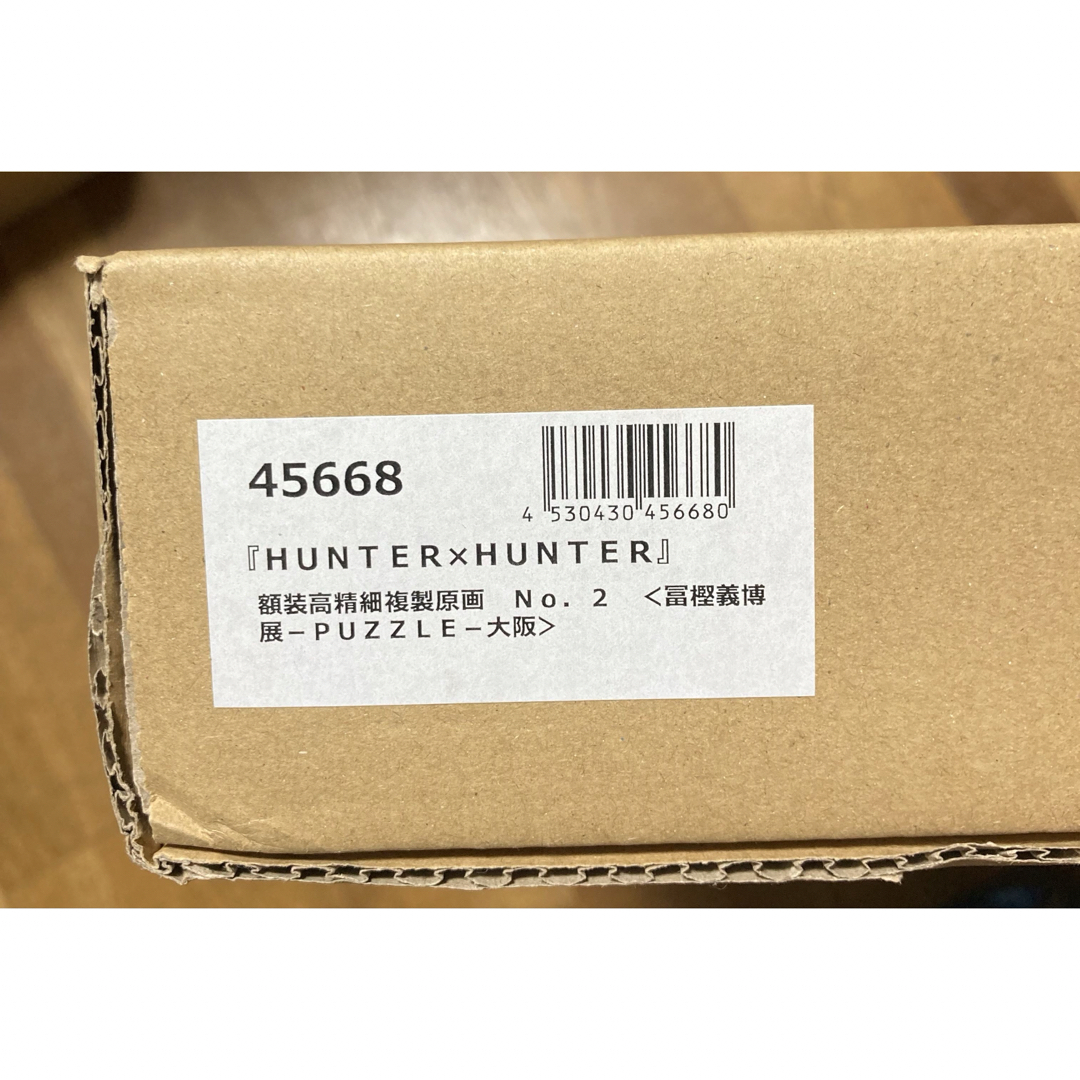 45668
4 530430 456680
『HUNTER×HUNTER』
額装高精細複製原画　No．2　＜冨樫義博
展－PUZZLE－大阪＞